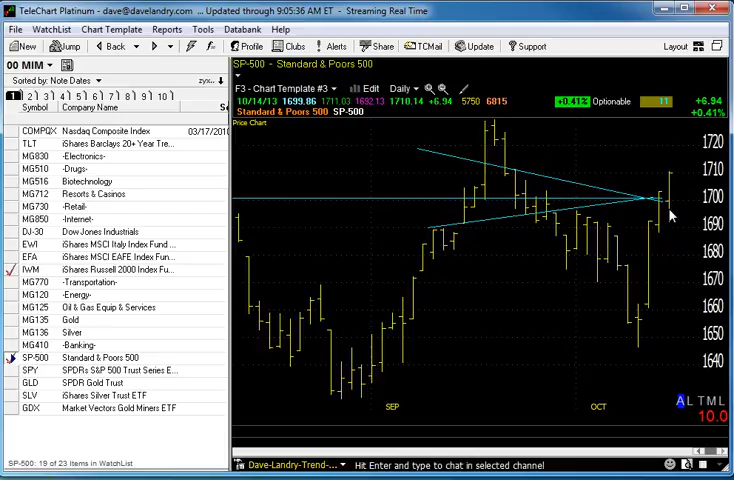 TeleChart Platinum - dave@davelandry.com ... Updated through 9:05:36 AM ET - Streaming Real Time
File WatchList Chart Template Reports Tools Databank Help
New Jump Back Profile Clubs Alerts Share TCMail Update Support Layout
00 MIM
Sorted by: Note Dates
zyx..
1 2 3 4 5 6 7 8 9 10
Symbol Company Name
COMPQX Nasdaq Composite Index 03/17/2010
TLT iShares Barclays 20+ Year Tre...
MG830 -Electronics-
MG510 -Drugs-
MG516 Biotechnology
MG712 Resorts & Casinos
MG730 -Retail-
MG850 -Internet-
DJ-30 Dow Jones Industrials
EWI iShares MSCI Italy Index Fund ...
EFA iShares MSCI EAFE Index Fun...
IWM iShares Russell 2000 Index Fu...
MG770 -Transportation-
MG120 -Energy-
MG125 Oil & Gas Equip & Services
MG135 Gold
MG136 Silver
MG410 -Banking-
SP-500 Standard & Poors 500
SPY SPDRs S&P 500 Trust Series E...
GLD SPDR Gold Trust
SLV iShares Silver Trust ETF
GDX Market Vectors Gold Miners ETF
SP-500: 19 of 23 items in WatchList
SP-500 - Standard & Poors 500
F3 - Chart Template #3 Edit Daily
10/14/13 1699.86 1711.03 1692.13 1710.14 +6.94 5750 6815 +0.41% Optionable 11 +6.94
Standard & Poors 500 SP-500 +0.41%
Price Chart
1720
1710
1700
1690
1680
1670
1660
1650
1640
SEP OCT
A L T M L
10.0
Dave-Landry-Trend-... Hit Enter and type to chat in selected channel